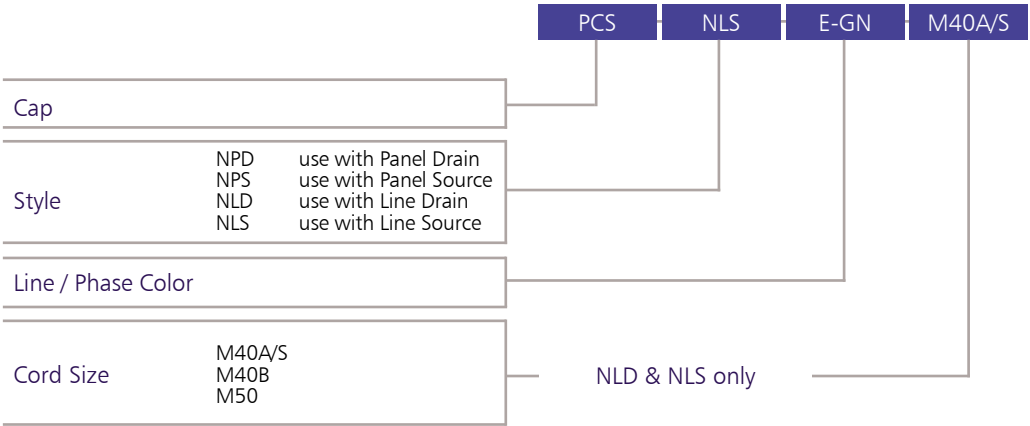 PCS NLS E-GN M40A/S
Cap
Style
NPD use with Panel Drain
NPS use with Panel Source
NLD use with Line Drain
NLS use with Line Source
Line / Phase Color
Cord Size
M40A/S
M40B
M50
NLD & NLS only